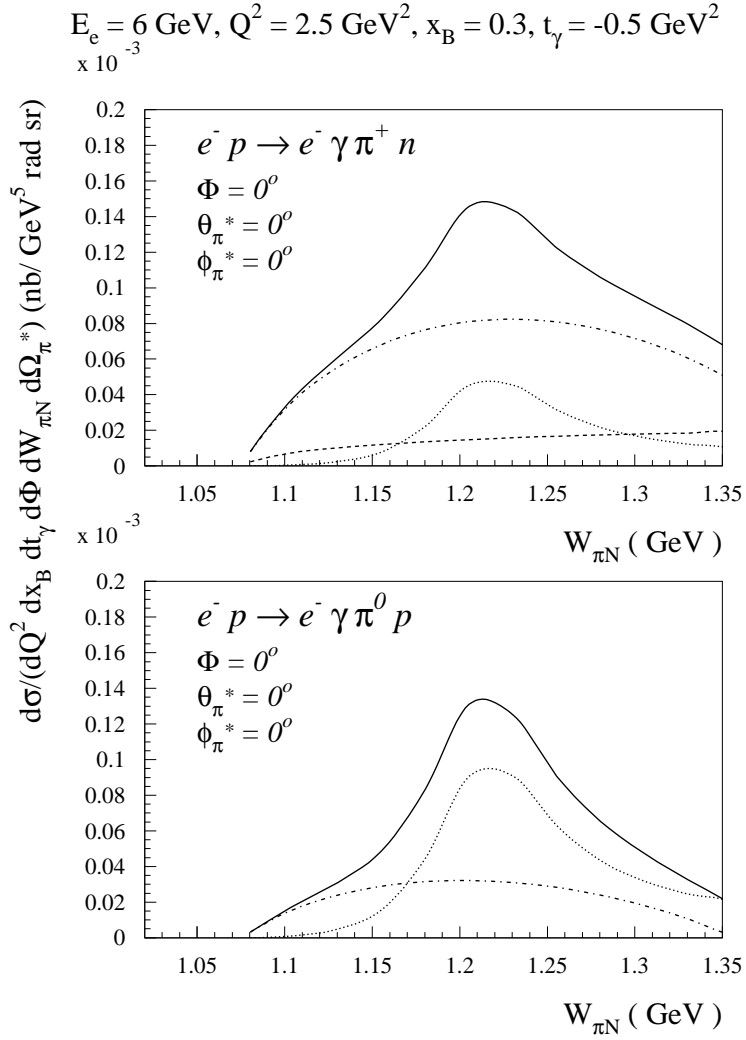 E_e = 6 GeV, Q^2 = 2.5 GeV^2, x_B = 0.3, t_γ = -0.5 GeV^2
dσ/(dQ^2 dx_B dt_γ dΦ dW_πN dΩ_π*) (nb/ GeV^5 rad sr)
x 10^-3
0.2
0.18
0.16
0.14
0.12
0.1
0.08
0.06
0.04
0.02
0
e^- p → e^- γ π^+ n
Φ = 0^o
θ_π* = 0^o
ϕ_π* = 0^o
1.05 1.1 1.15 1.2 1.25 1.3 1.35
W_πN ( GeV )
x 10^-3
0.2
0.18
0.16
0.14
0.12
0.1
0.08
0.06
0.04
0.02
0
e^- p → e^- γ π^0 p
Φ = 0^o
θ_π* = 0^o
ϕ_π* = 0^o
1.05 1.1 1.15 1.2 1.25 1.3 1.35
W_πN ( GeV )